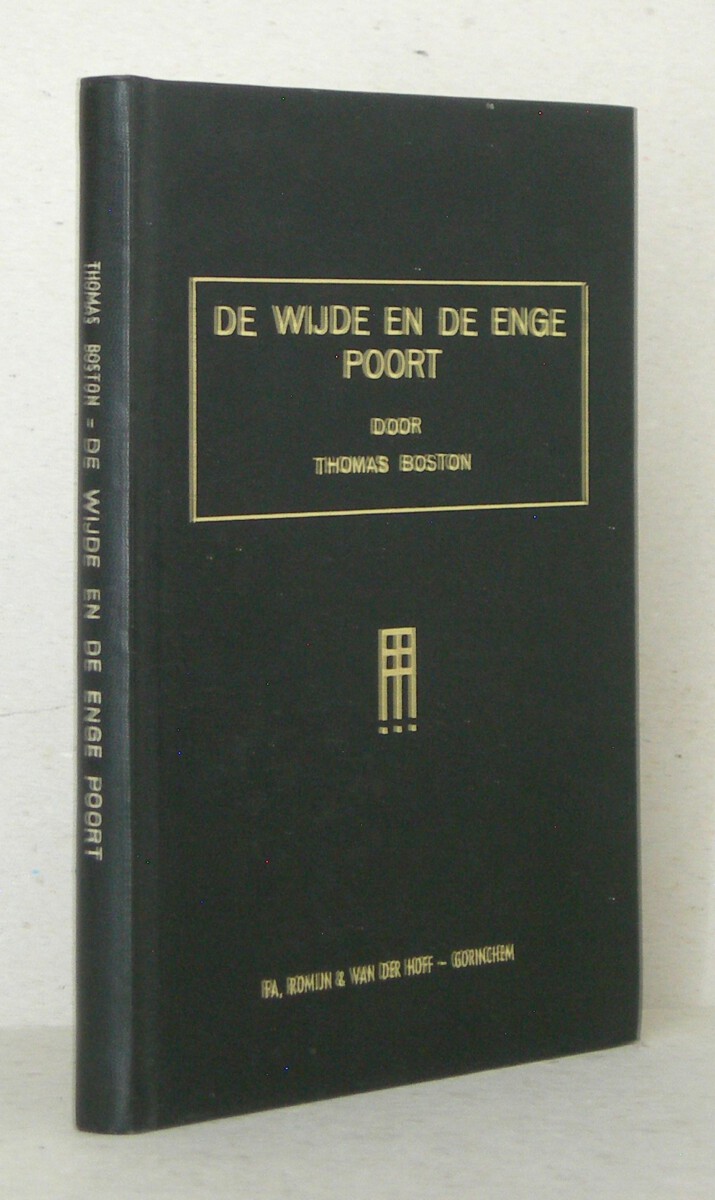 THOMAS BOSTON - DE WIJDE EN DE ENGE POORT
DE WIJDE EN DE ENGE
POORT
DOOR
THOMAS BOSTON
FA. ROMIJN & VAN DER HOFF - GORINCHEM